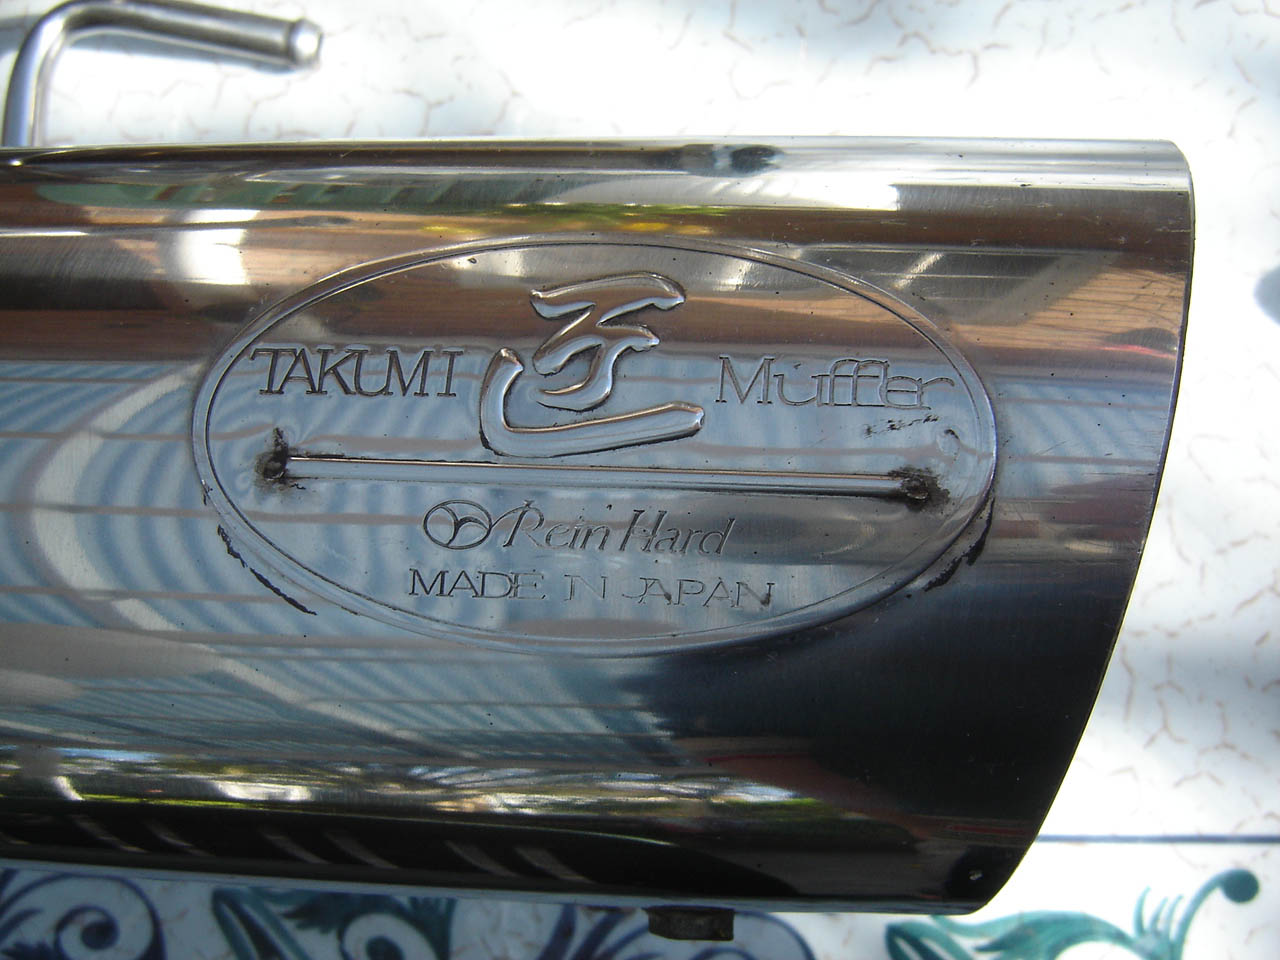 TAKUMI 匠 Muffler
Rein Hard
MADE IN JAPAN